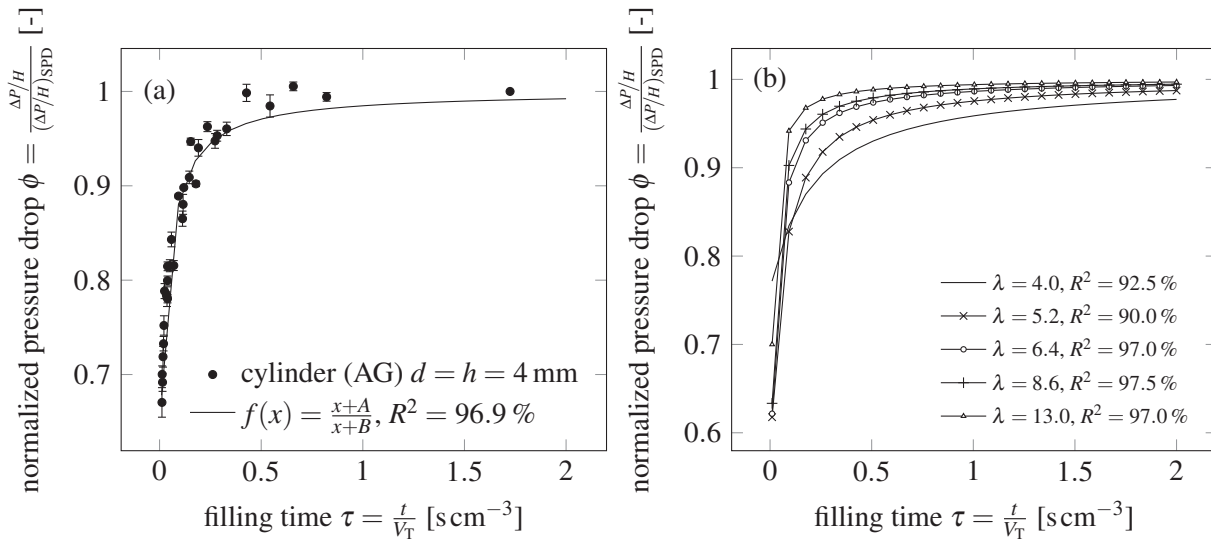 normalized pressure drop ϕ = (ΔP/H)/((ΔP/H)_SPD) [-]
(a)
1
0.9
0.8
0.7
cylinder (AG) d = h = 4 mm
f(x) = (x+A)/(x+B), R² = 96.9 %
0 0.5 1 1.5 2
filling time τ = t/V_T [s cm⁻³]
normalized pressure drop ϕ = (ΔP/H)/((ΔP/H)_SPD) [-]
(b)
1
0.9
0.8
0.7
0.6
λ = 4.0, R² = 92.5 %
λ = 5.2, R² = 90.0 %
λ = 6.4, R² = 97.0 %
λ = 8.6, R² = 97.5 %
λ = 13.0, R² = 97.0 %
0 0.5 1 1.5 2
filling time τ = t/V_T [s cm⁻³]